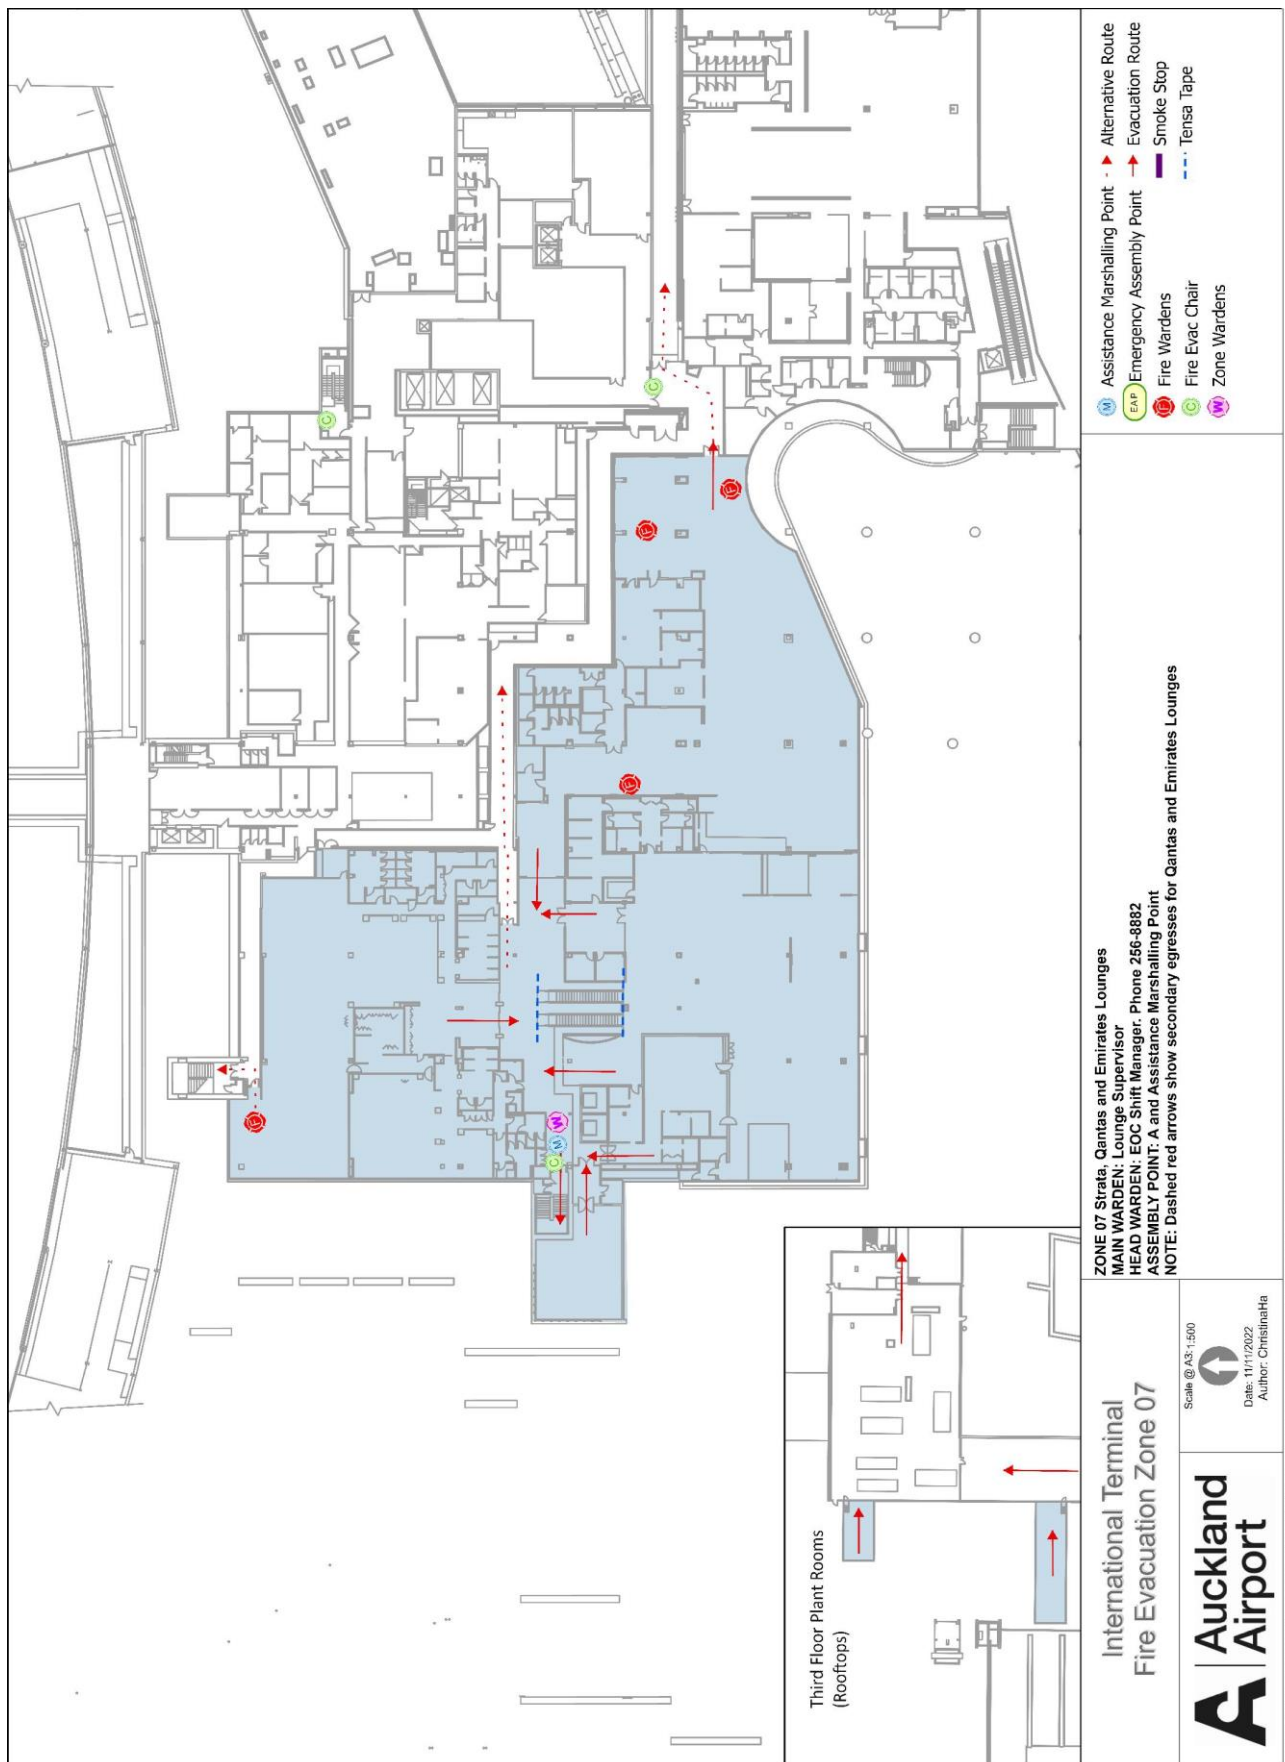 Third Floor Plant Rooms
(Rooftops)
M
M
W
C
C
C
F
F
F
F
A
Auckland
Airport
International Terminal
Fire Evacuation Zone 07
Scale @ A3:1:500
Date: 11/11/2022
Author: ChristinaHa
ZONE 07 Strata, Qantas and Emirates Lounges
MAIN WARDEN: Lounge Supervisor
HEAD WARDEN: EOC Shift Manager. Phone 256-8882
ASSEMBLY POINT: A and Assistance Marshalling Point
NOTE: Dashed red arrows show secondary egresses for Qantas and Emirates Lounges
Assistance Marshalling Point
EAP
Emergency Assembly Point
F
Fire Wardens
C
Fire Evac Chair
W
Zone Wardens
Alternative Route
Evacuation Route
Smoke Stop
Tensa Tape